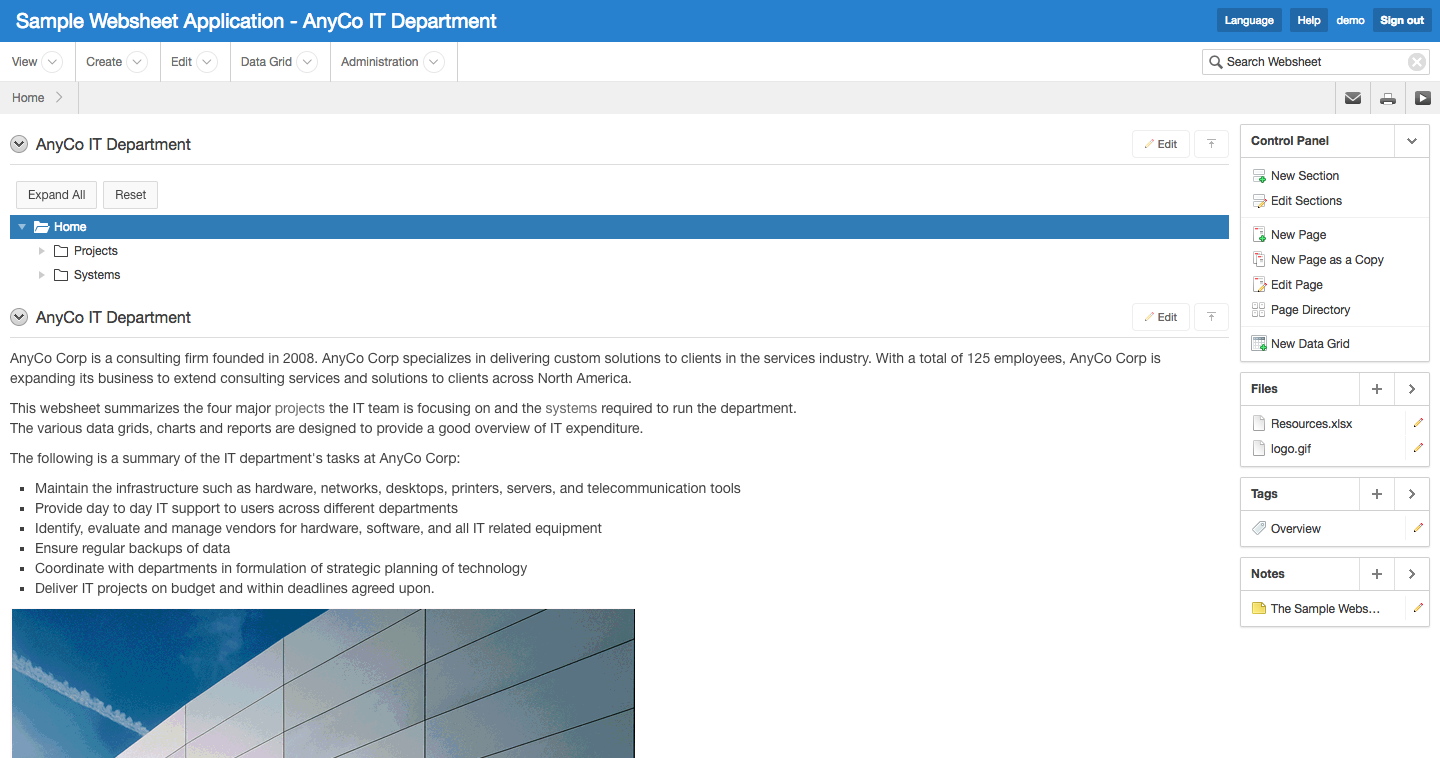 Sample Websheet Application - AnyCo IT Department
Language Help demo Sign out
View Create Edit Data Grid Administration
Search Websheet
Home
AnyCo IT Department
Edit
Expand All Reset
Home
Projects
Systems
AnyCo IT Department
Edit
AnyCo Corp is a consulting firm founded in 2008. AnyCo Corp specializes in delivering custom solutions to clients in the services industry. With a total of 125 employees, AnyCo Corp is
expanding its business to extend consulting services and solutions to clients across North America.
This websheet summarizes the four major projects the IT team is focusing on and the systems required to run the department.
The various data grids, charts and reports are designed to provide a good overview of IT expenditure.
The following is a summary of the IT department's tasks at AnyCo Corp:
Maintain the infrastructure such as hardware, networks, desktops, printers, servers, and telecommunication tools
Provide day to day IT support to users across different departments
Identify, evaluate and manage vendors for hardware, software, and all IT related equipment
Ensure regular backups of data
Coordinate with departments in formulation of strategic planning of technology
Deliver IT projects on budget and within deadlines agreed upon.
Control Panel
New Section
Edit Sections
New Page
New Page as a Copy
Edit Page
Page Directory
New Data Grid
Files
Resources.xlsx
logo.gif
Tags
Overview
Notes
The Sample Webs...